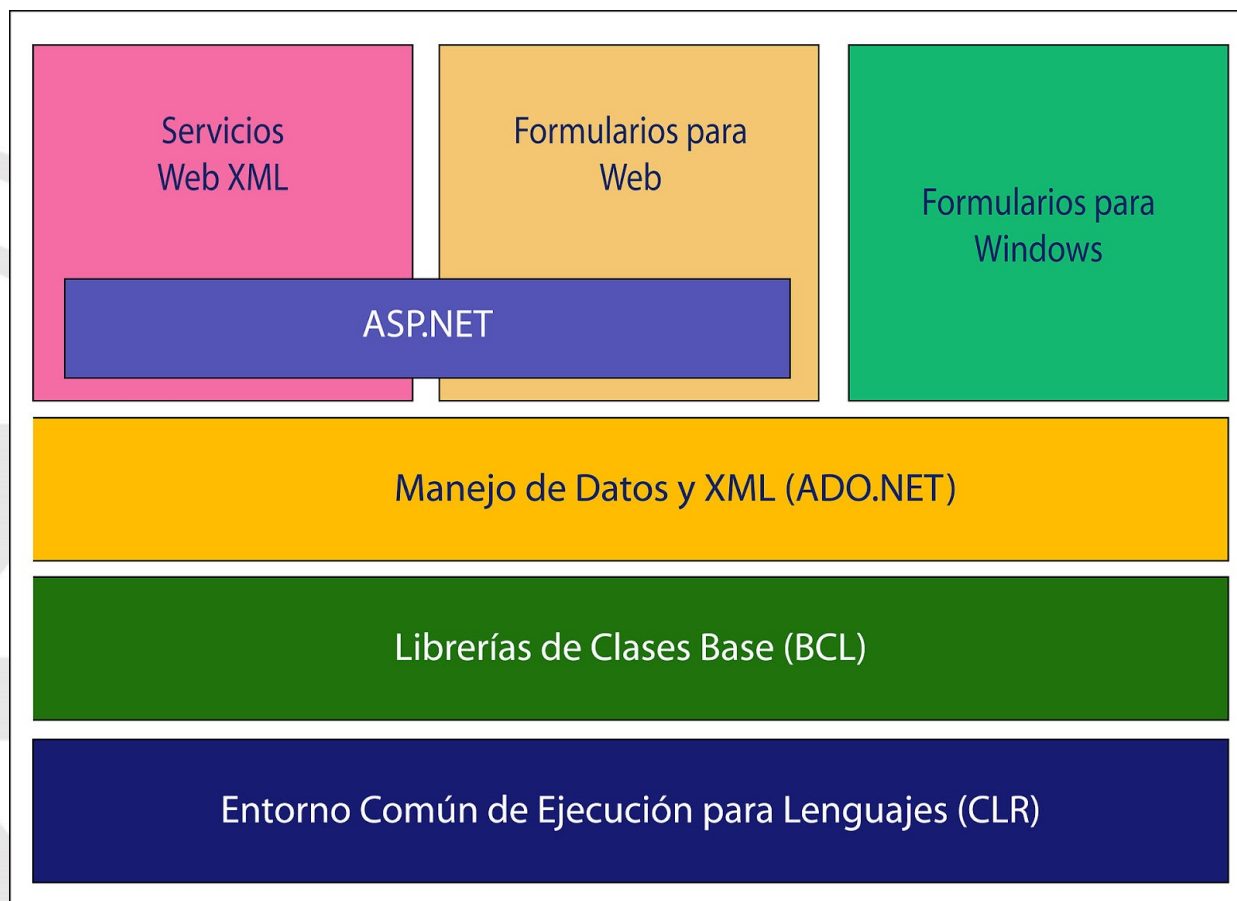 Servicios
Web XML
Formularios para
Web
Formularios para
Windows
ASP.NET
Manejo de Datos y XML (ADO.NET)
Librerías de Clases Base (BCL)
Entorno Común de Ejecución para Lenguajes (CLR)